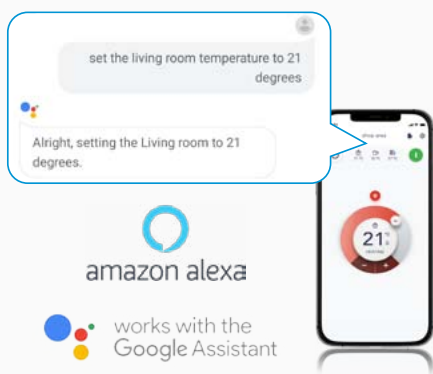 set the living room temperature to 21
degrees
Alright, setting the Living room to 21
degrees.
21
amazon alexa
works with the
Google Assistant